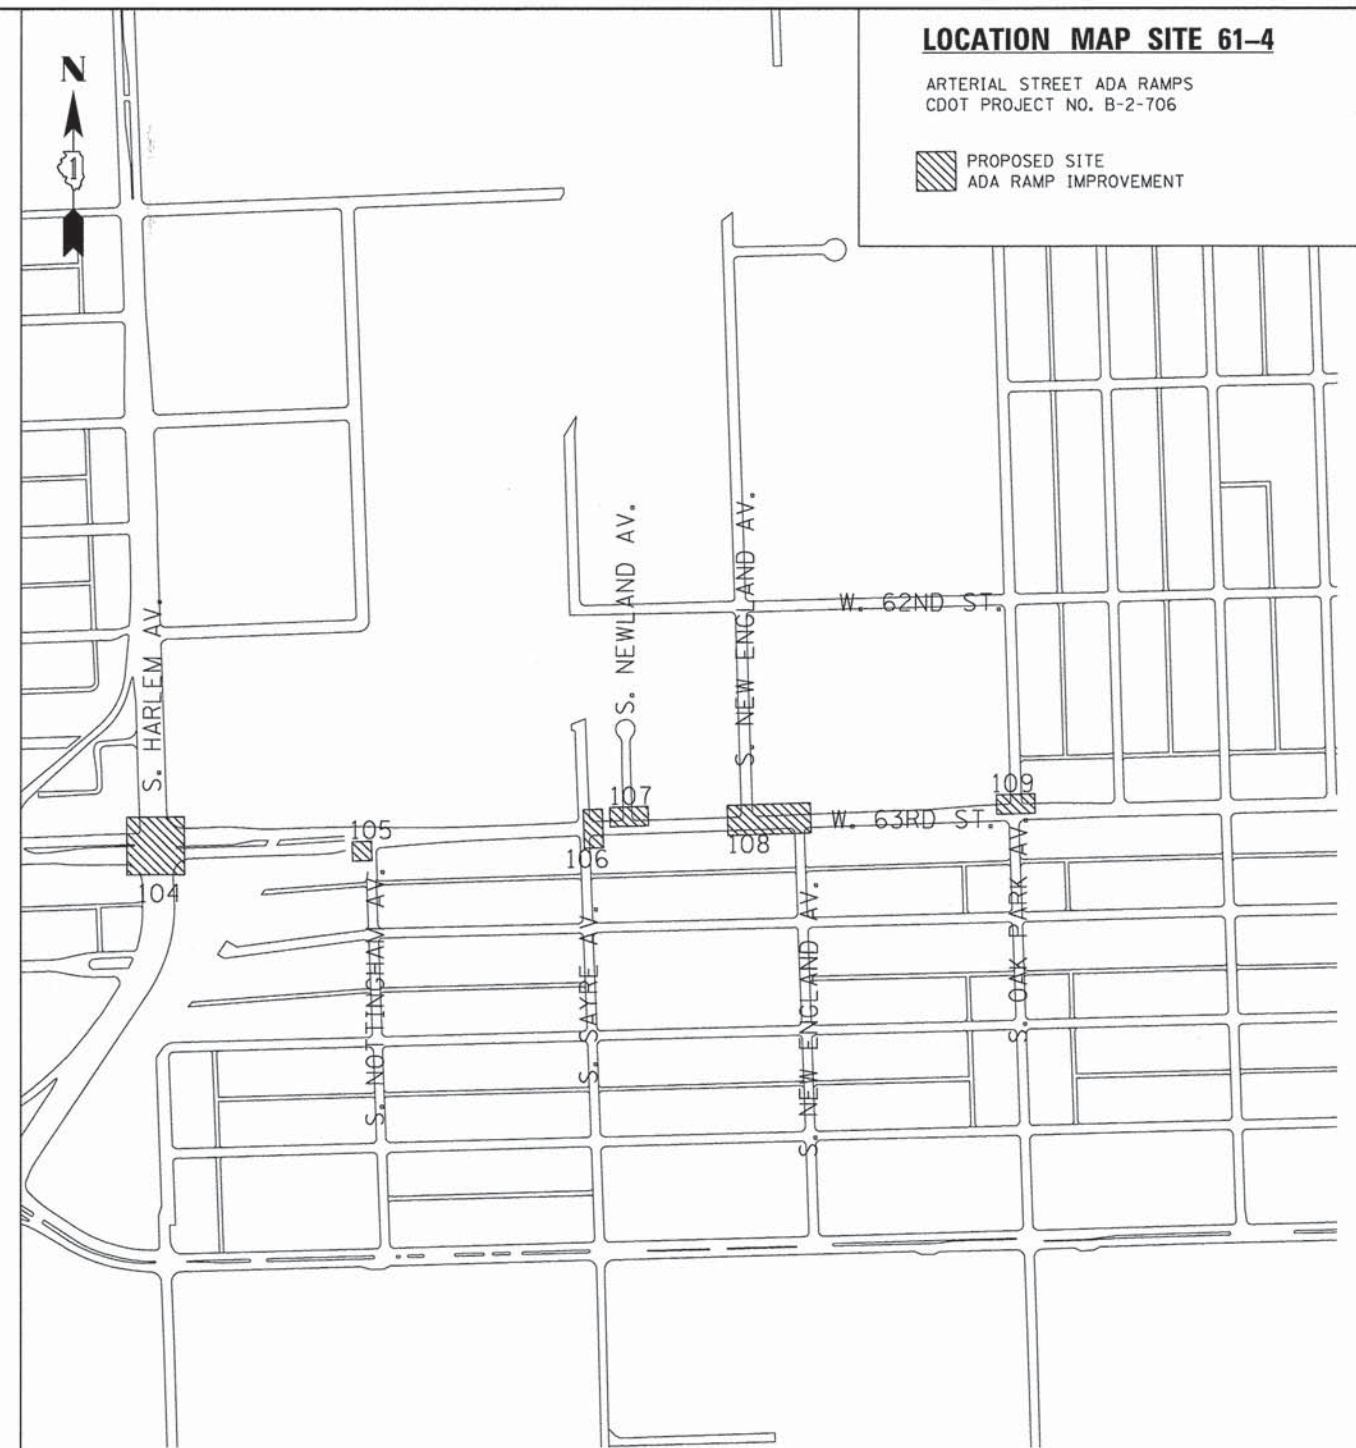 LOCATION MAP SITE 61–4
ARTERIAL STREET ADA RAMPS
CDOT PROJECT NO. B-2-706
PROPOSED SITE
ADA RAMP IMPROVEMENT
N
1
S. HARLEM AV.
S. NEWLAND AV.
S. NEW ENGLAND AV.
W. 62ND ST.
104
105
106
107
108
109
W. 63RD ST.
S. NOTTINGHAM AV.
S. SAYRE AV.
S. NEW ENGLAND AV.
S. OAK PARK AV.